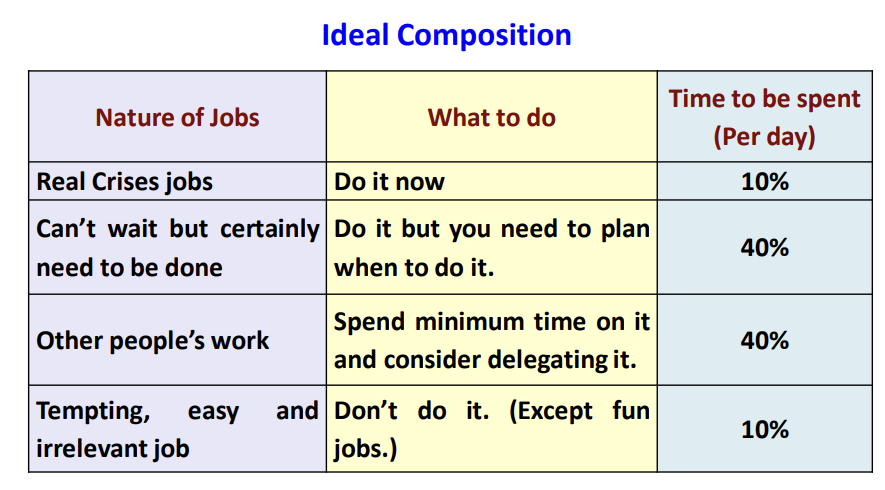 Ideal Composition
Nature of Jobs
What to do
Time to be spent
(Per day)
Real Crises jobs
Do it now
10%
Can't wait but certainly
need to be done
Do it but you need to plan
when to do it.
40%
Other people's work
Spend minimum time on it
and consider delegating it.
40%
Tempting, easy and
irrelevant job
Don't do it. (Except fun
jobs.)
10%